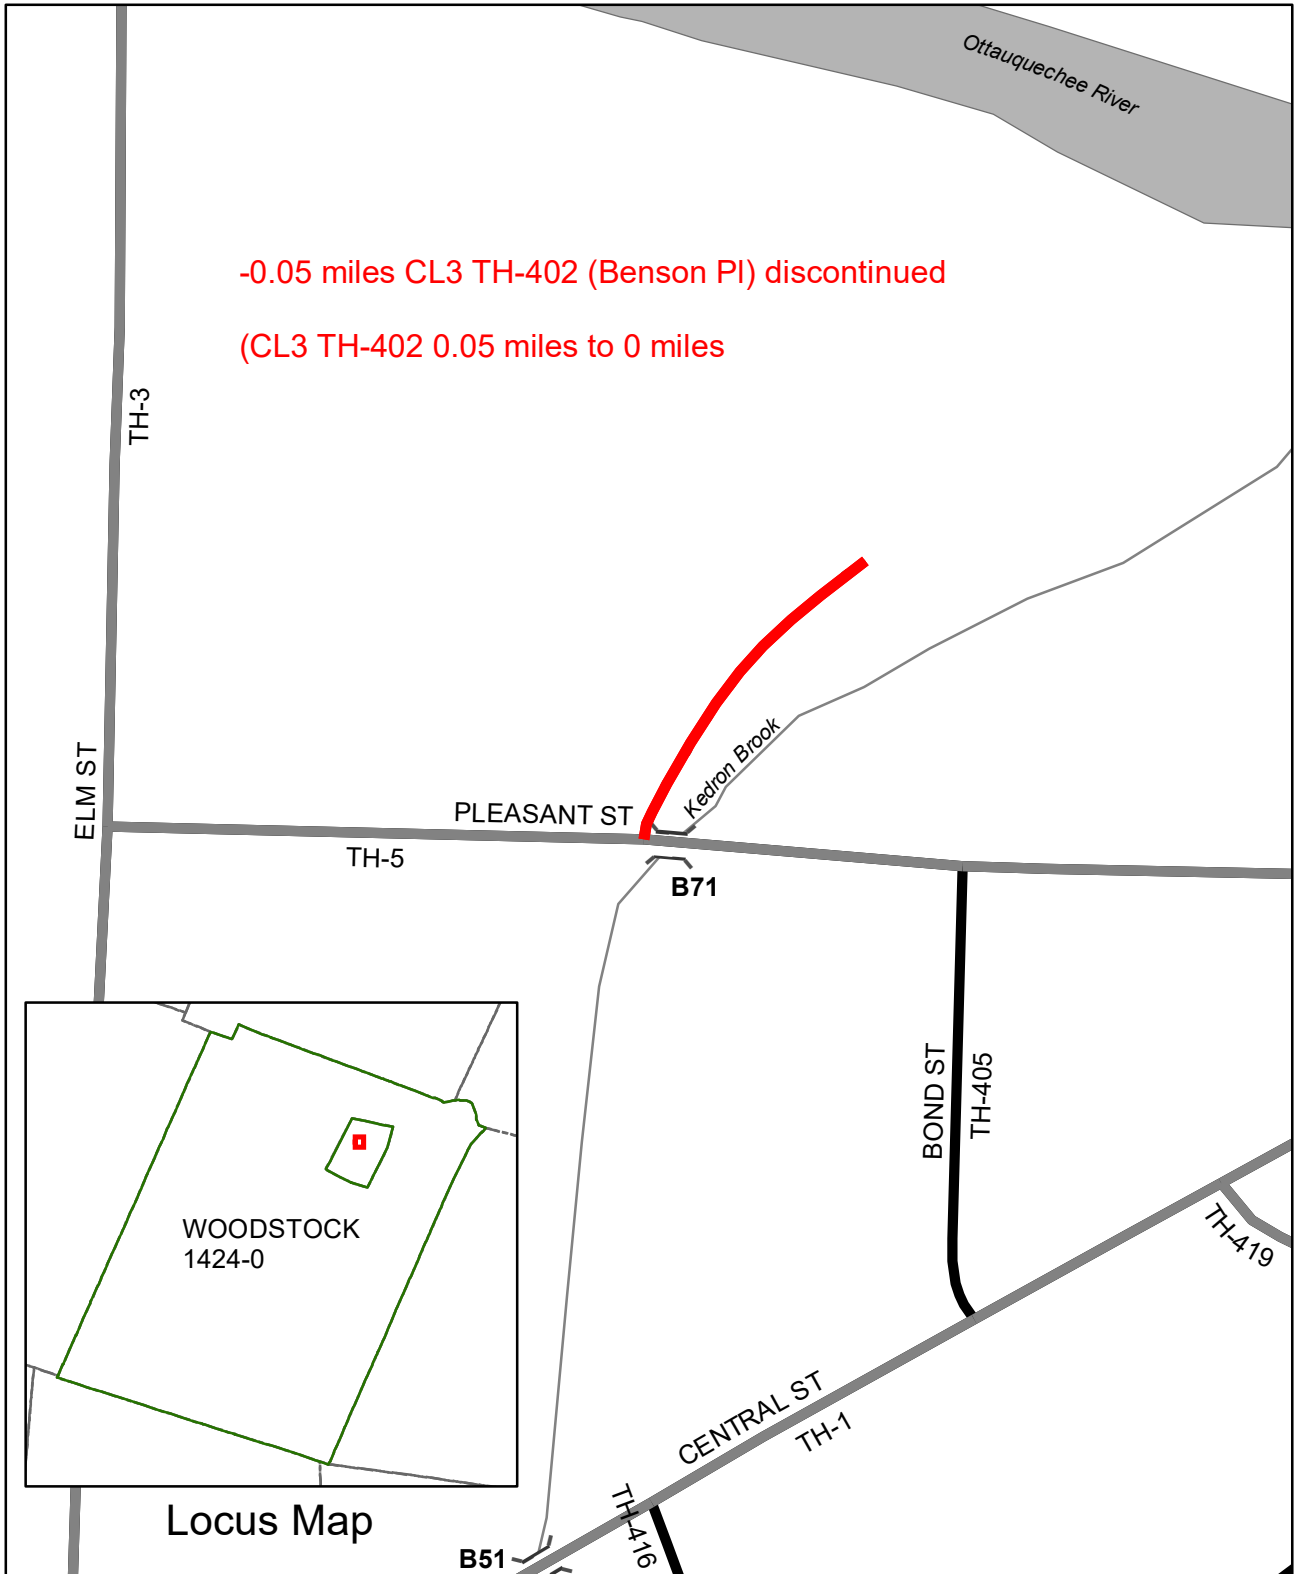 Ottauquechee River
-0.05 miles CL3 TH-402 (Benson Pl) discontinued
(CL3 TH-402 0.05 miles to 0 miles
TH-3
ELM ST
PLEASANT ST
Kedron Brook
TH-5
B71
BOND ST
TH-405
WOODSTOCK
1424-0
TH-419
CENTRAL ST
TH-1
Locus Map
TH-416
B51